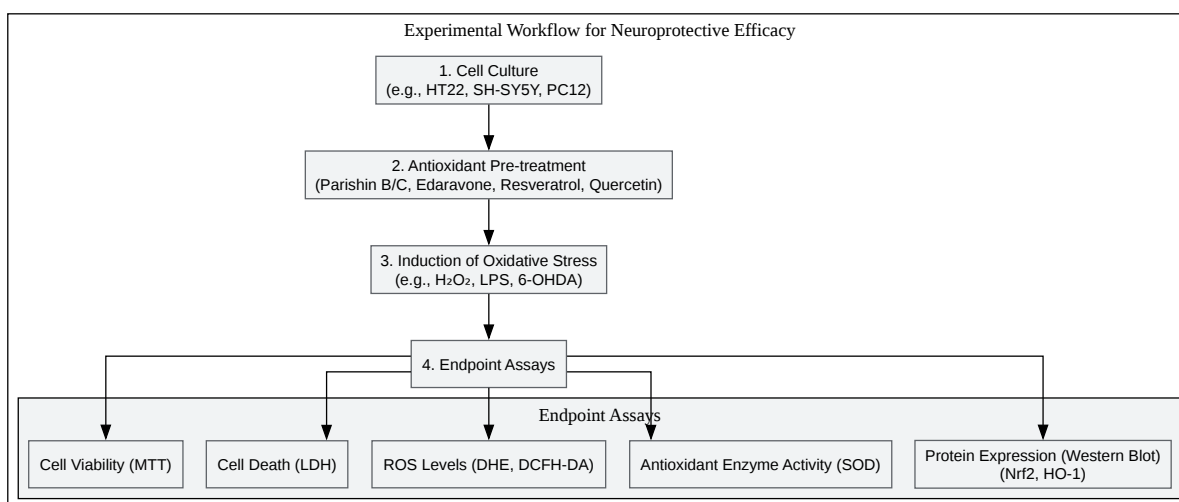 Experimental Workflow for Neuroprotective Efficacy
1. Cell Culture
(e.g., HT22, SH-SY5Y, PC12)
2. Antioxidant Pre-treatment
(Parishin B/C, Edaravone, Resveratrol, Quercetin)
3. Induction of Oxidative Stress
(e.g., H₂O₂, LPS, 6-OHDA)
4. Endpoint Assays
Endpoint Assays
Cell Viability (MTT)
Cell Death (LDH)
ROS Levels (DHE, DCFH-DA)
Antioxidant Enzyme Activity (SOD)
Protein Expression (Western Blot)
(Nrf2, HO-1)